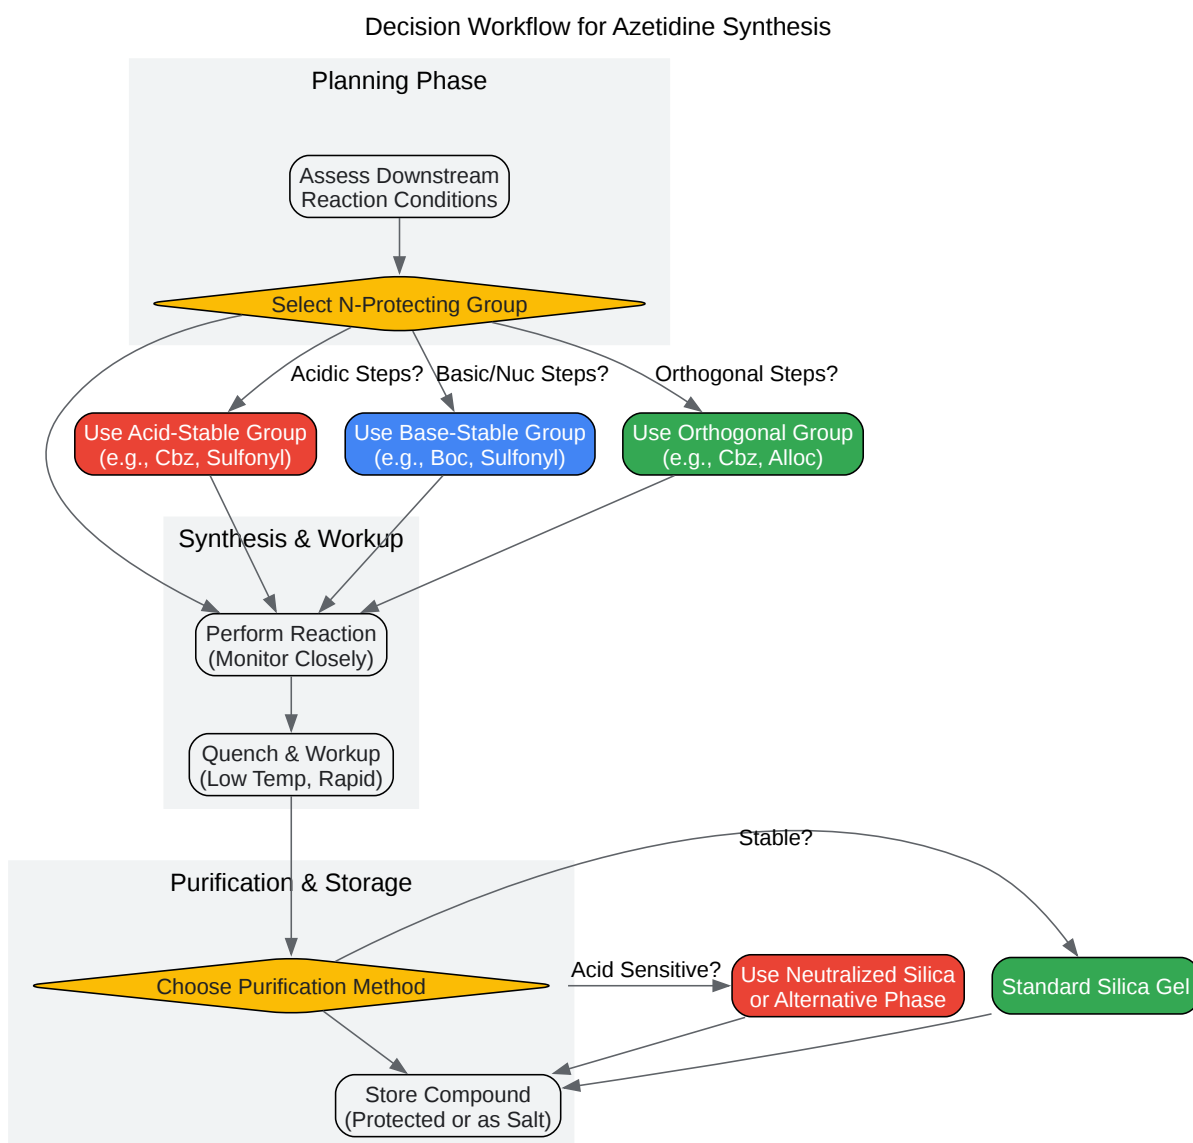 Decision Workflow for Azetidine Synthesis
Planning Phase
Assess Downstream
Reaction Conditions
Select N-Protecting Group
Acidic Steps?
Basic/Nuc Steps?
Orthogonal Steps?
Use Acid-Stable Group
(e.g., Cbz, Sulfonyl)
Use Base-Stable Group
(e.g., Boc, Sulfonyl)
Use Orthogonal Group
(e.g., Cbz, Alloc)
Synthesis & Workup
Perform Reaction
(Monitor Closely)
Quench & Workup
(Low Temp, Rapid)
Stable?
Purification & Storage
Choose Purification Method
Acid Sensitive?
Use Neutralized Silica
or Alternative Phase
Standard Silica Gel
Store Compound
(Protected or as Salt)